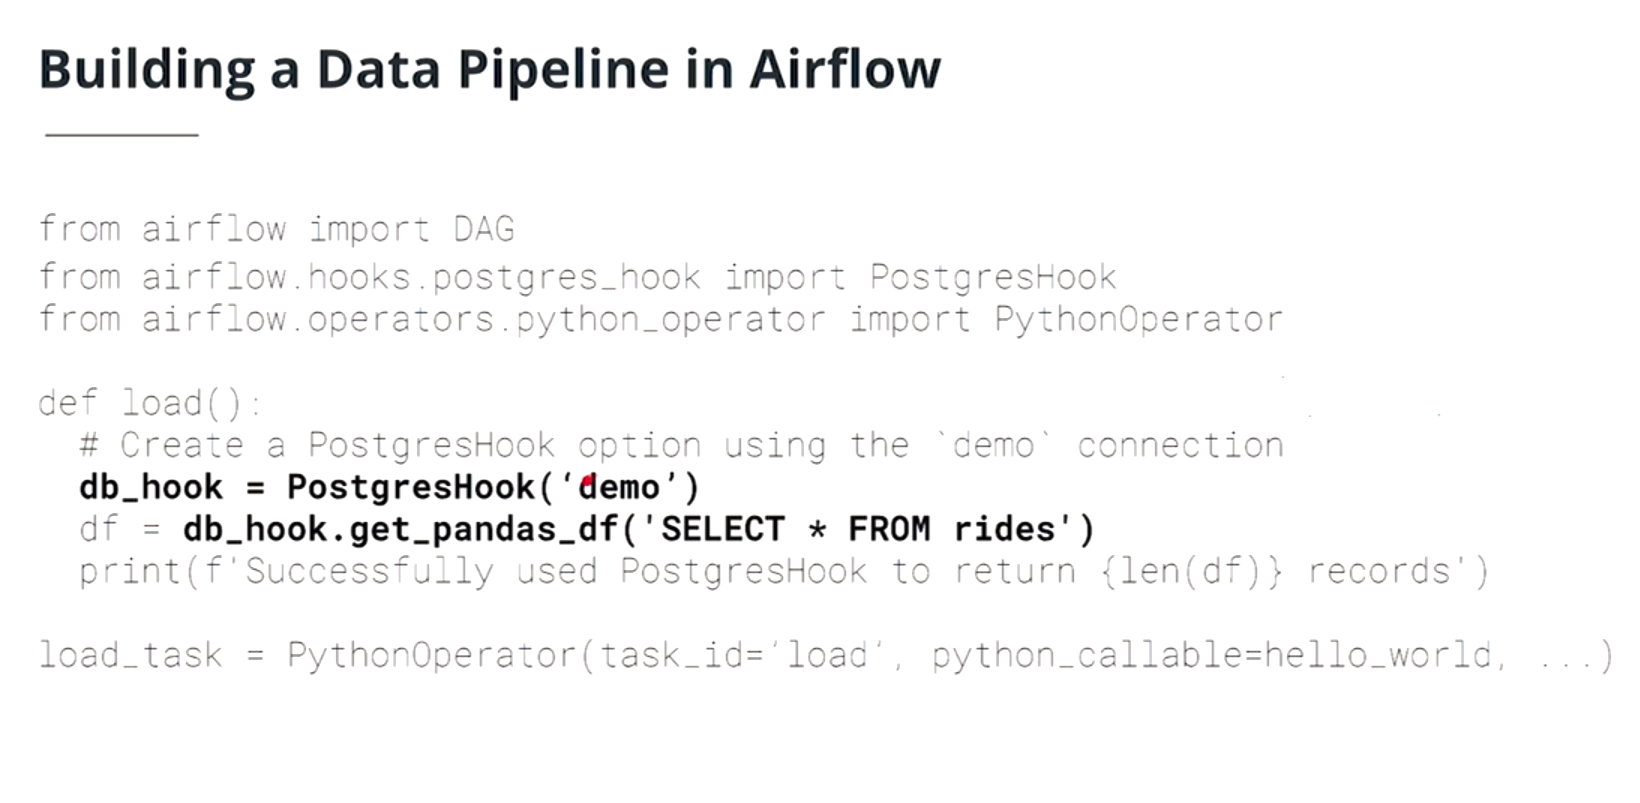 Building a Data Pipeline in Airflow
from airflow import DAG
from airflow.hooks.postgres_hook import PostgresHook
from airflow.operators.python_operator import PythonOperator
def load():
# Create a PostgresHook option using the `demo` connection
db_hook = PostgresHook(‘demo’)
df = db_hook.get_pandas_df('SELECT * FROM rides')
print(f'Successfully used PostgresHook to return {len(df)} records')
load_task = PythonOperator(task_id=‘load’, python_callable=hello_world, ...)